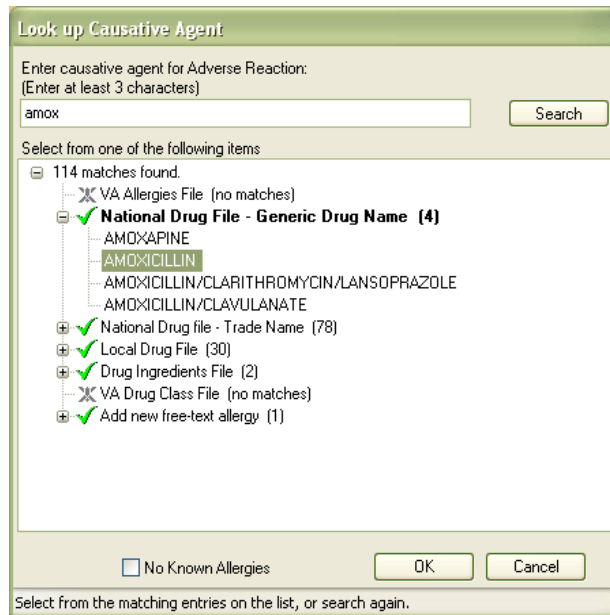 Look up Causative Agent
Enter causative agent for Adverse Reaction:
(Enter at least 3 characters)
amox
Search
Select from one of the following items
114 matches found.
VA Allergies File (no matches)
National Drug File - Generic Drug Name (4)
AMOXAPINE
AMOXICILLIN
AMOXICILLIN/CLARITHROMYCIN/LANSOPRAZOLE
AMOXICILLIN/CLAVULANATE
National Drug file - Trade Name (78)
Local Drug File (30)
Drug Ingredients File (2)
VA Drug Class File (no matches)
Add new free-text allergy (1)
No Known Allergies
OK
Cancel
Select from the matching entries on the list, or search again.